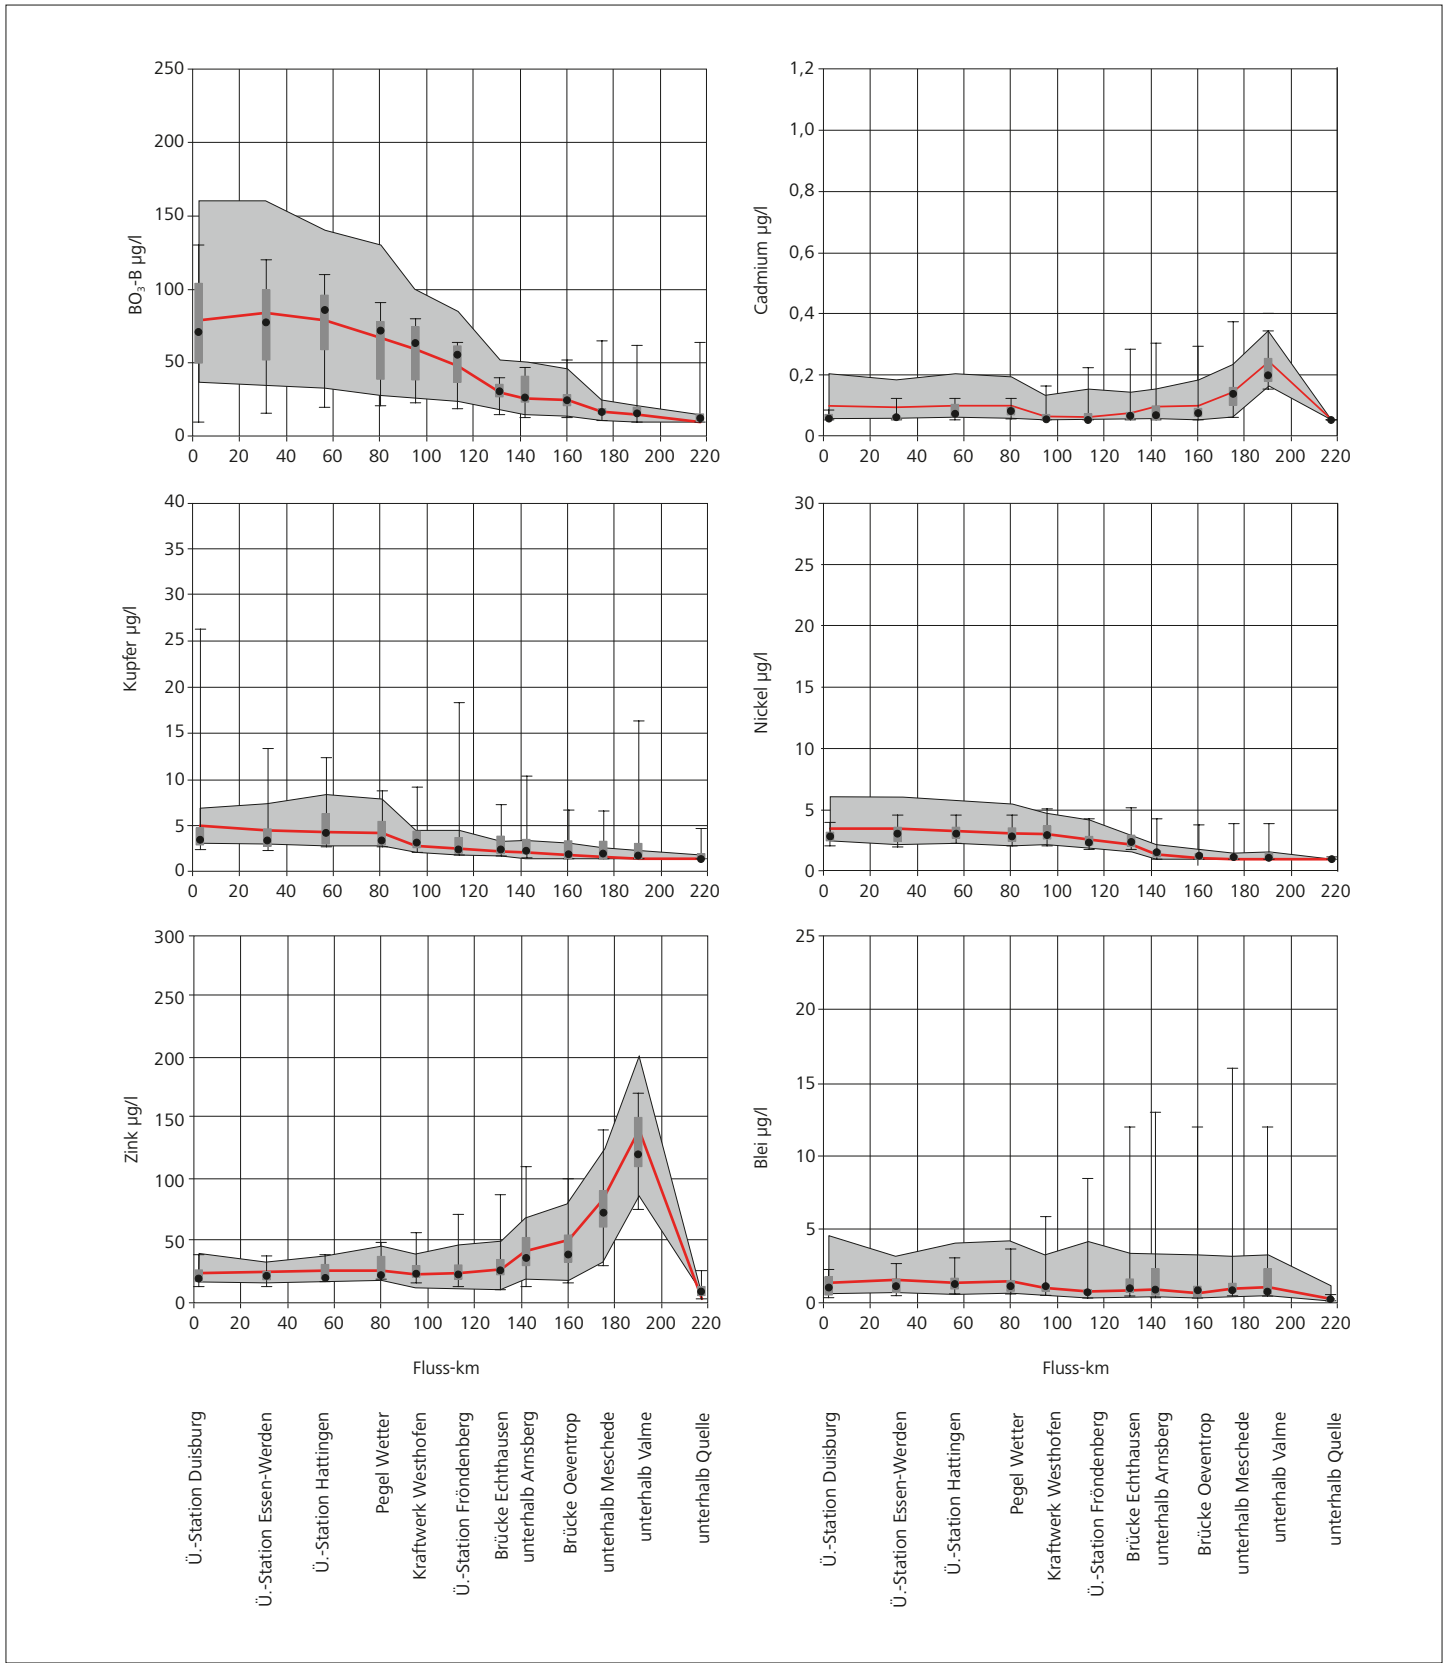 BO₃-B µg/l
250
200
150
100
50
0
0 20 40 60 80 100 120 140 160 180 200 220
Cadmium µg/l
1,2
1,0
0,8
0,6
0,4
0,2
0
0 20 40 60 80 100 120 140 160 180 200 220
Kupfer µg/l
40
35
30
25
20
15
10
5
0
0 20 40 60 80 100 120 140 160 180 200 220
Nickel µg/l
30
25
20
15
10
5
0
0 20 40 60 80 100 120 140 160 180 200 220
Zink µg/l
300
250
200
150
100
50
0
0 20 40 60 80 100 120 140 160 180 200 220
Fluss-km
Blei µg/l
25
20
15
10
5
0
0 20 40 60 80 100 120 140 160 180 200 220
Fluss-km
Ü.-Station Duisburg
Ü.-Station Essen-Werden
Ü.-Station Hattingen
Pegel Wetter
Kraftwerk Westhofen
Ü.-Station Fröndenberg
Brücke Echthausen
unterhalb Arnsberg
Brücke Oeventrop
unterhalb Meschede
unterhalb Valme
unterhalb Quelle
Ü.-Station Duisburg
Ü.-Station Essen-Werden
Ü.-Station Hattingen
Pegel Wetter
Kraftwerk Westhofen
Ü.-Station Fröndenberg
Brücke Echthausen
unterhalb Arnsberg
Brücke Oeventrop
unterhalb Meschede
unterhalb Valme
unterhalb Quelle